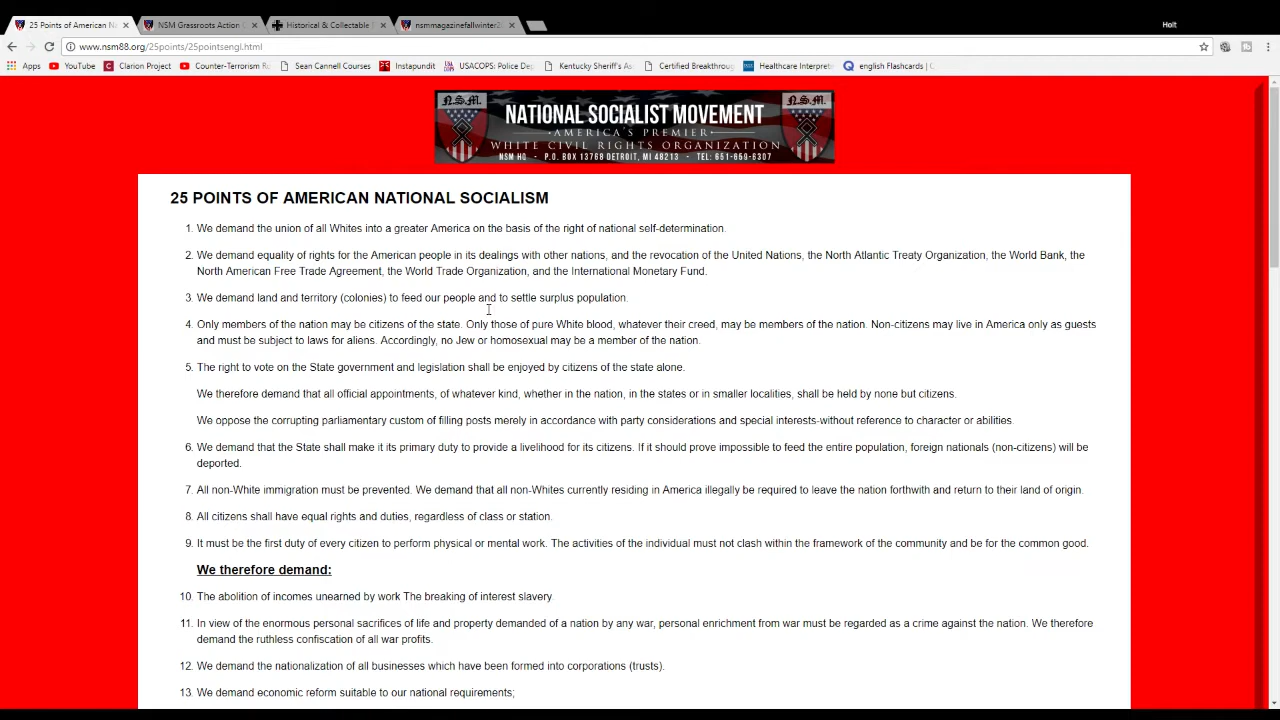 25 Points of American N
NSM Grassroots Action
Historical & Collectable
nsmmagazinefallwinter2
Holt
www.nsm88.org/25points/25pointsengl.html
Apps
YouTube
Clarion Project
Counter-Terrorism R
Sean Cannell Courses
Instapundit
USACOPS: Police De
Kentucky Sheriff's As
Certified Breakthroug
Healthcare Interprete
english Flashcards |
N.S.M.
NATIONAL SOCIALIST MOVEMENT
N.S.M.
AMERICA'S PREMIER
WHITE CIVIL RIGHTS ORGANIZATION
NSM HQ - P.O. BOX 13768 DETROIT, MI 48213 - TEL: 651-659-6307
25 POINTS OF AMERICAN NATIONAL SOCIALISM
1. We demand the union of all Whites into a greater America on the basis of the right of national self-determination.
2. We demand equality of rights for the American people in its dealings with other nations, and the revocation of the United Nations, the North Atlantic Treaty Organization, the World Bank, the
North American Free Trade Agreement, the World Trade Organization, and the International Monetary Fund.
3. We demand land and territory (colonies) to feed our people and to settle surplus population.
4. Only members of the nation may be citizens of the state. Only those of pure White blood, whatever their creed, may be members of the nation. Non-citizens may live in America only as guests
and must be subject to laws for aliens. Accordingly, no Jew or homosexual may be a member of the nation.
5. The right to vote on the State government and legislation shall be enjoyed by citizens of the state alone.
We therefore demand that all official appointments, of whatever kind, whether in the nation, in the states or in smaller localities, shall be held by none but citizens.
We oppose the corrupting parliamentary custom of filling posts merely in accordance with party considerations and special interests-without reference to character or abilities.
6. We demand that the State shall make it its primary duty to provide a livelihood for its citizens. If it should prove impossible to feed the entire population, foreign nationals (non-citizens) will be
deported.
7. All non-White immigration must be prevented. We demand that all non-Whites currently residing in America illegally be required to leave the nation forthwith and return to their land of origin.
8. All citizens shall have equal rights and duties, regardless of class or station.
9. It must be the first duty of every citizen to perform physical or mental work. The activities of the individual must not clash within the framework of the community and be for the common good.
We therefore demand:
10. The abolition of incomes unearned by work The breaking of interest slavery.
11. In view of the enormous personal sacrifices of life and property demanded of a nation by any war, personal enrichment from war must be regarded as a crime against the nation. We therefore
demand the ruthless confiscation of all war profits.
12. We demand the nationalization of all businesses which have been formed into corporations (trusts).
13. We demand economic reform suitable to our national requirements;